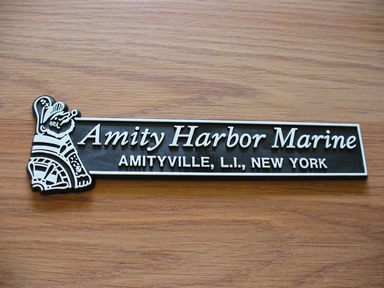 Amity Harbor Marine
AMITYVILLE, L.I., NEW YORK